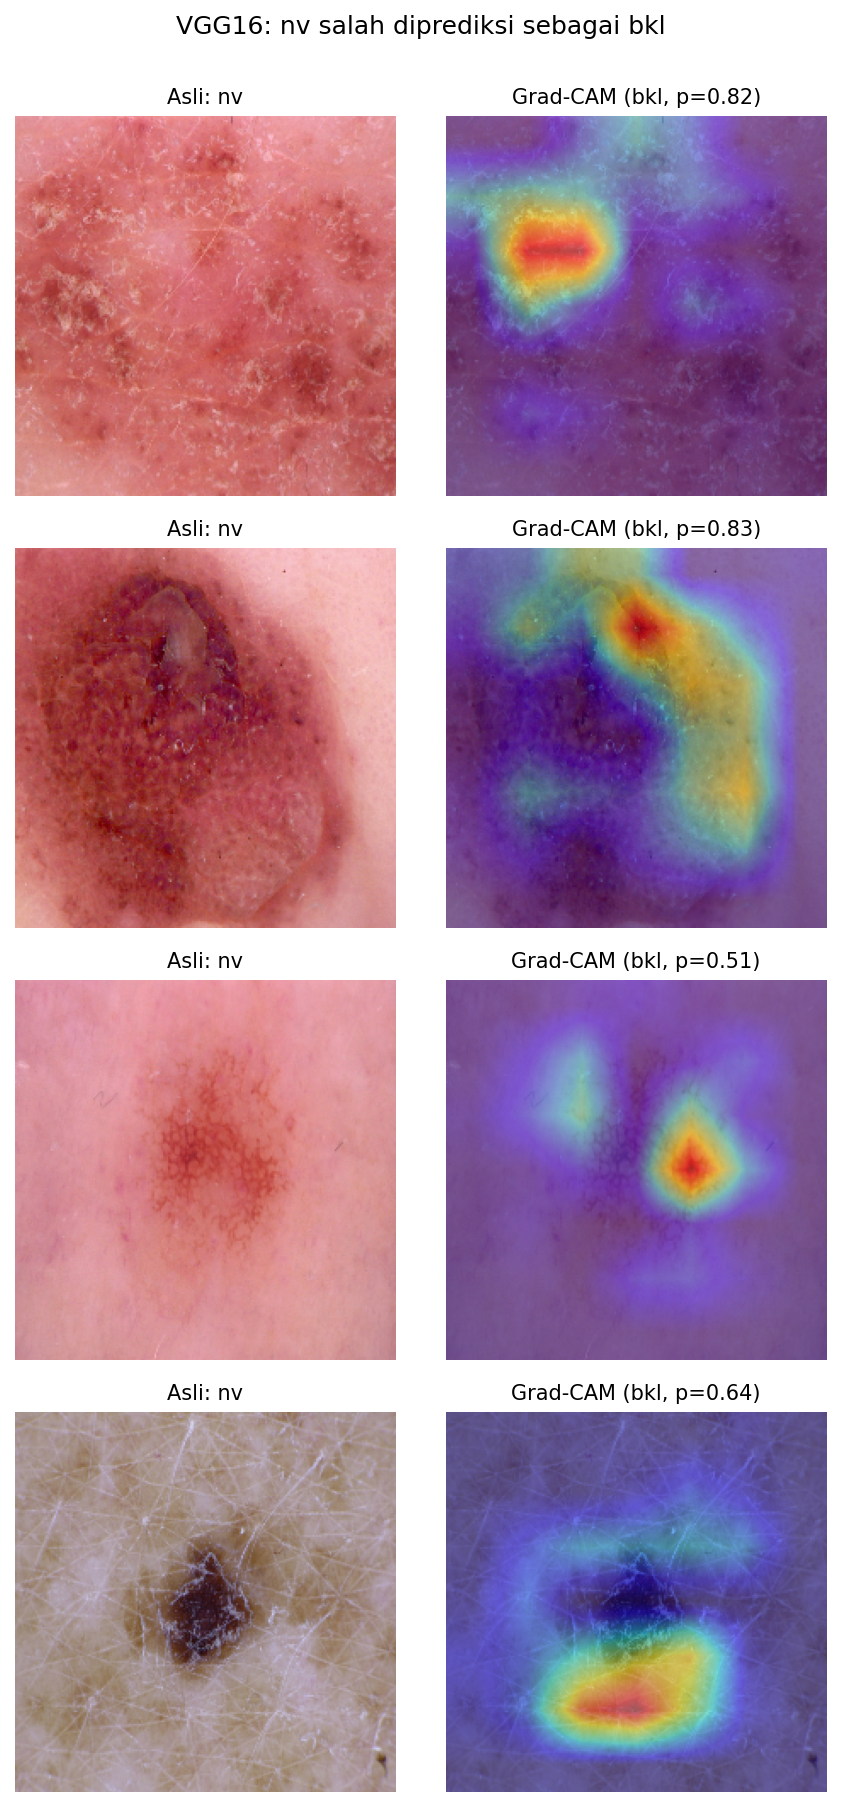 VGG16: nv salah diprediksi sebagai bkl
Asli: nv
Grad-CAM (bkl, p=0.82)
Asli: nv
Grad-CAM (bkl, p=0.83)
Asli: nv
Grad-CAM (bkl, p=0.51)
Asli: nv
Grad-CAM (bkl, p=0.64)